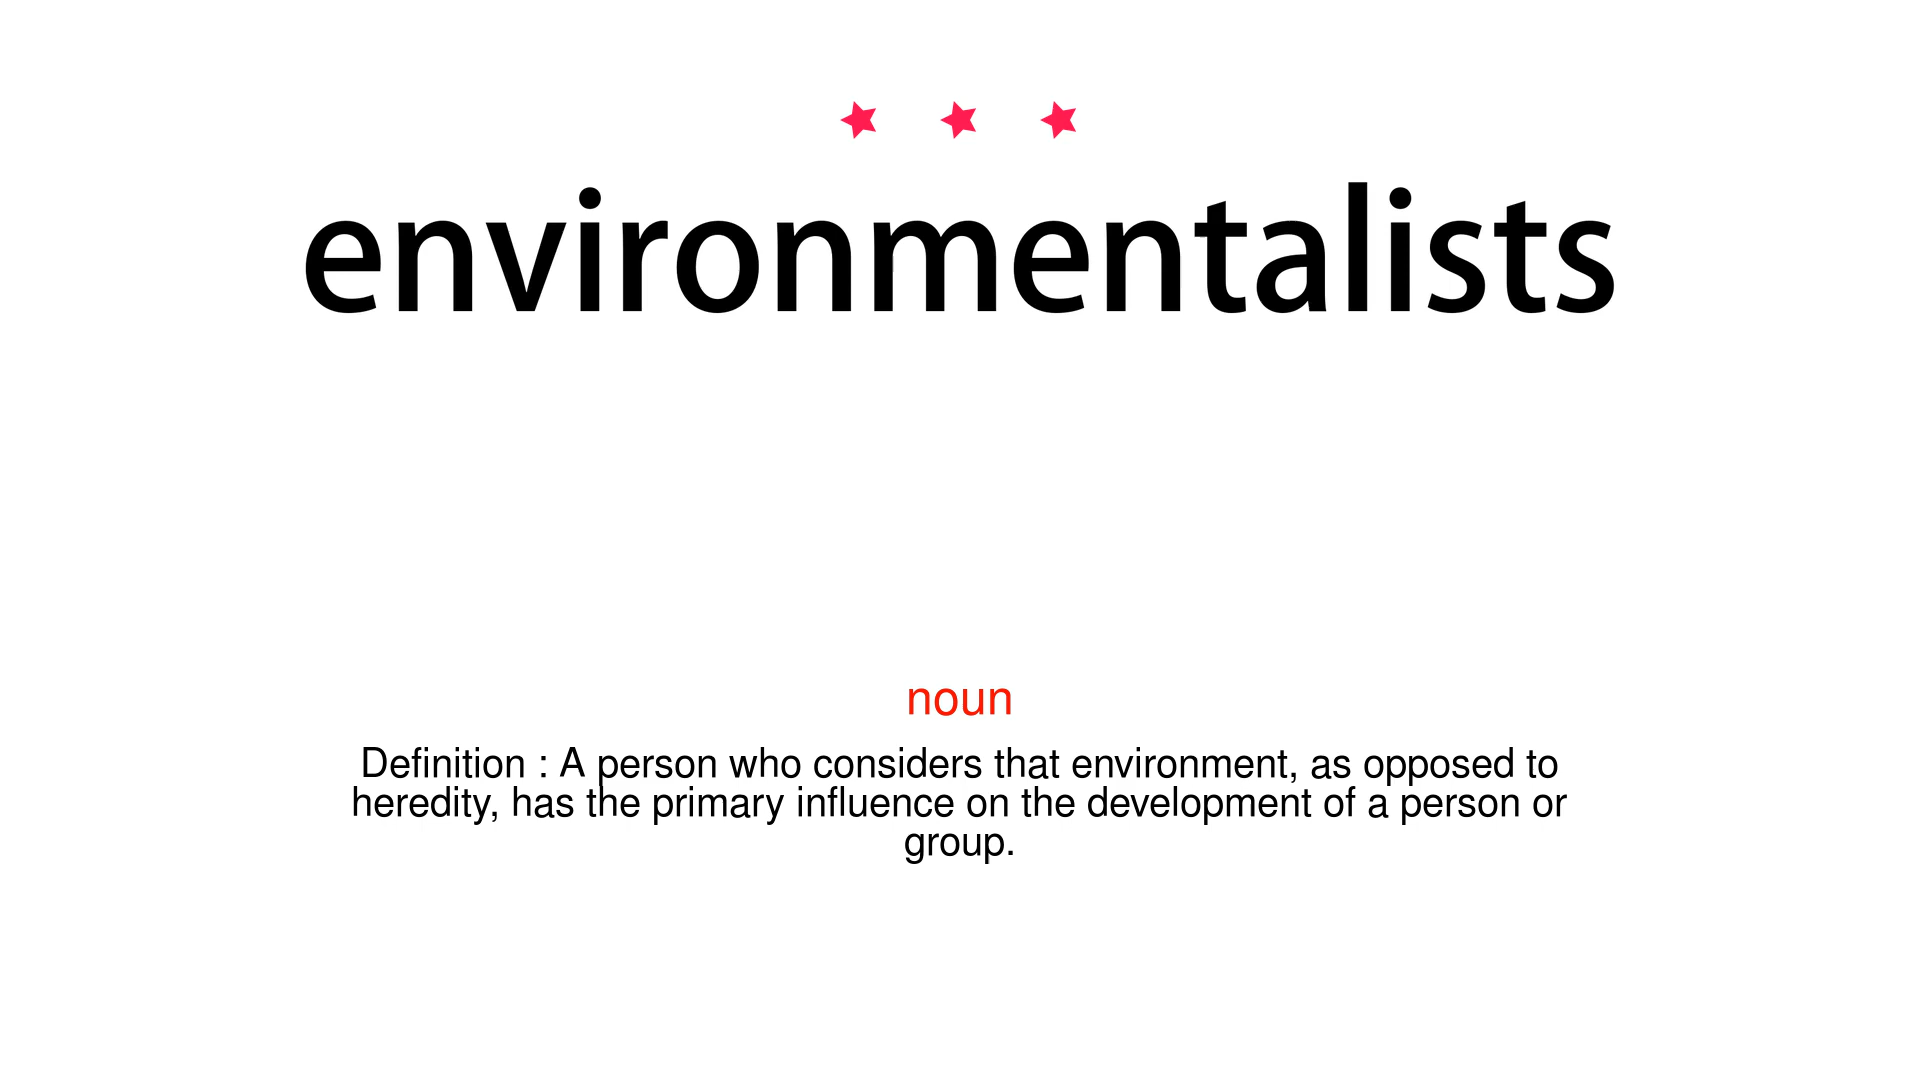 environmentalists
noun
Definition : A person who considers that environment, as opposed to
heredity, has the primary influence on the development of a person or
group.